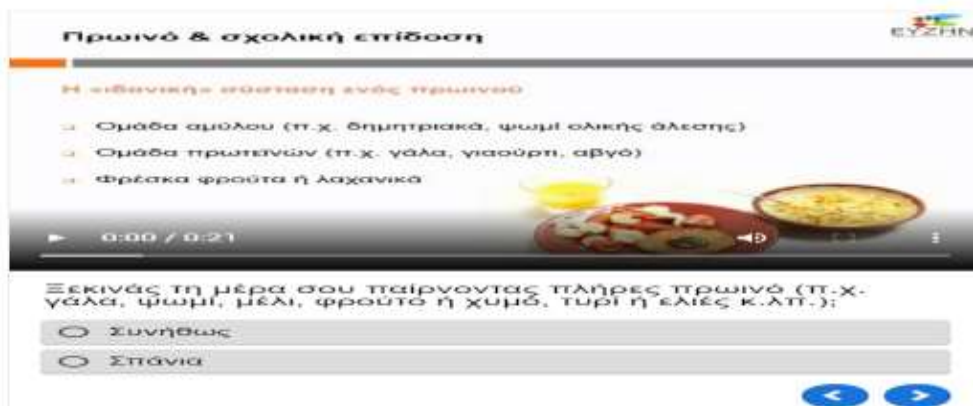 Πρωινό & σχολική επίδοση
ΕΥΖΗΝ
Η «ιδανική» σύσταση ενός πρωινού
Ομάδα αμύλου (π.χ. δημητριακά, ψωμί ολικής άλεσης)
Ομάδα πρωτεϊνών (π.χ. γάλα, γιαούρτι, αβγό)
Φρέσκα φρούτα ή λαχανικά
0:00 / 0:21
Ξεκινάς τη μέρα σου παίρνοντας πλήρες πρωινό (π.χ.
γάλα, ψωμί, μέλι, φρούτο ή χυμό, τυρί ή ελιές κ.λπ.);
Συνήθως
Σπάνια